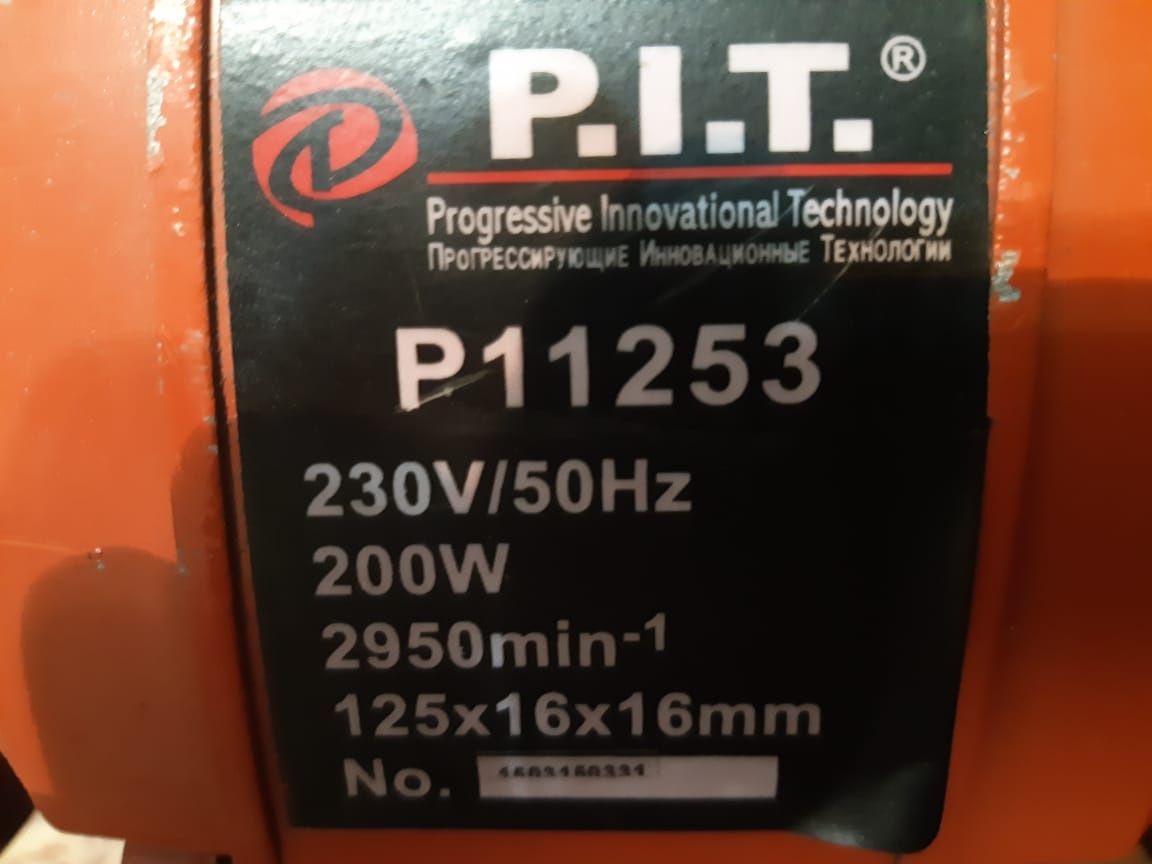 P.I.T.®
Progressive Innovational Technology
Прогрессирующие Инновационные Технологии
P11253
230V/50Hz
200W
2950min-1
125x16x16mm
No.